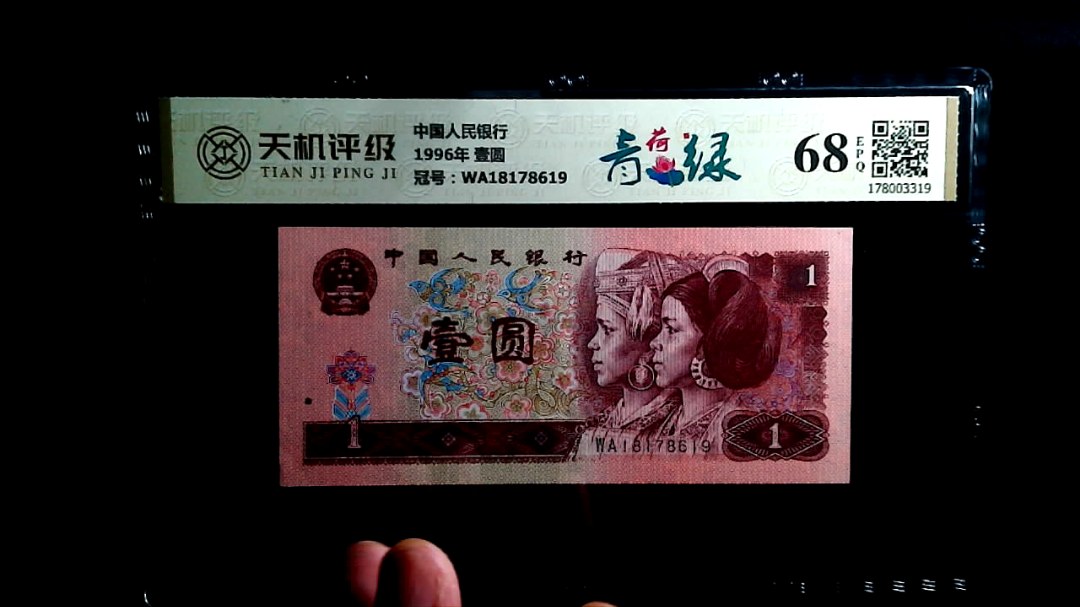 天机评级
TIAN JI PING JI
中国人民银行
1996年 壹圆
冠号：WA18178619
青荷绿
68
EPQ
178003319
中国人民银行
1
壹圆
1
WA18178619
1